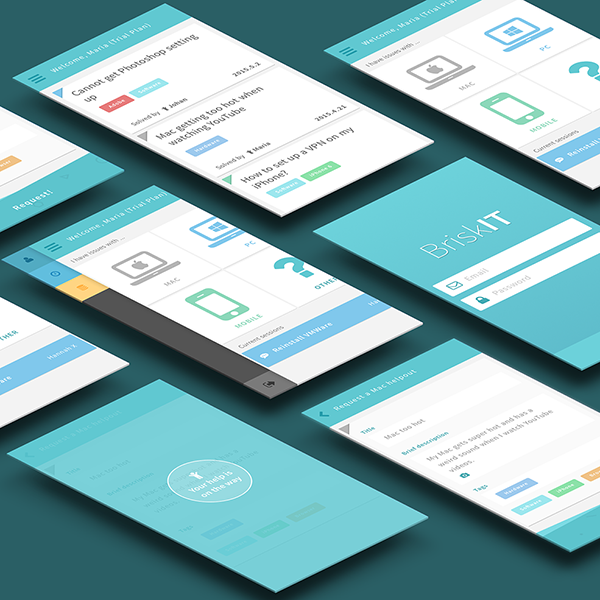 Welcome, Maria (Trial Plan)
Cannot get Photoshop setting
up
Adobe
Software
2015.5.2
Solved by Johan
Mac getting too hot when
watching YouTube
Hardware
2015.4.21
Solved by Maria
How to set up a VPN on my
iPhone?
Software
iPhone 6
Welcome, Maria (Trial Plan)
I have issues with ...
MAC
PC
MOBILE
Current sessions
Reinstall
Request!
Welcome, Maria (Trial Plan)
I have issues with ...
MAC
PC
MOBILE
OTHE
Current sessions
Reinstall VMWare
Ha
BriskIT
Email
Password
THER
Hannah X
ware
Request a Mac helpout
Title
Mac too hot
Brief description
My Mac gets super hot and has a
weird sound when I watch YouTube
videos.
Tags
Hardware
Software
iPhone
Your help is
on the way